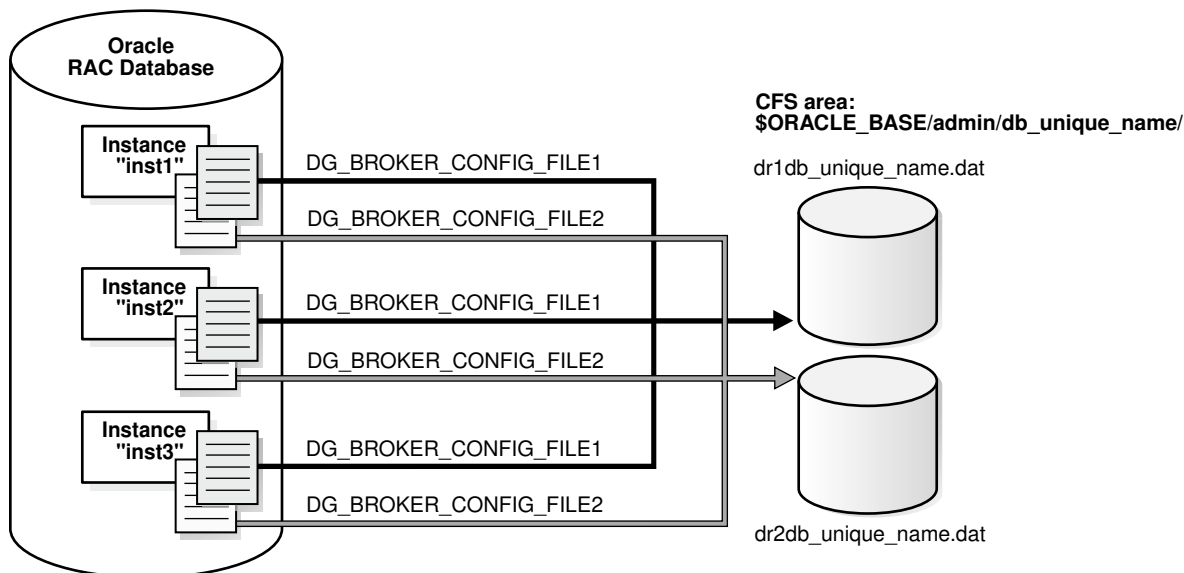 Oracle
RAC Database
CFS area:
$ORACLE_BASE/admin/db_unique_name/
Instance
"inst1"
DG_BROKER_CONFIG_FILE1
dr1db_unique_name.dat
DG_BROKER_CONFIG_FILE2
Instance
"inst2"
DG_BROKER_CONFIG_FILE1
DG_BROKER_CONFIG_FILE2
Instance
"inst3"
DG_BROKER_CONFIG_FILE1
DG_BROKER_CONFIG_FILE2
dr2db_unique_name.dat